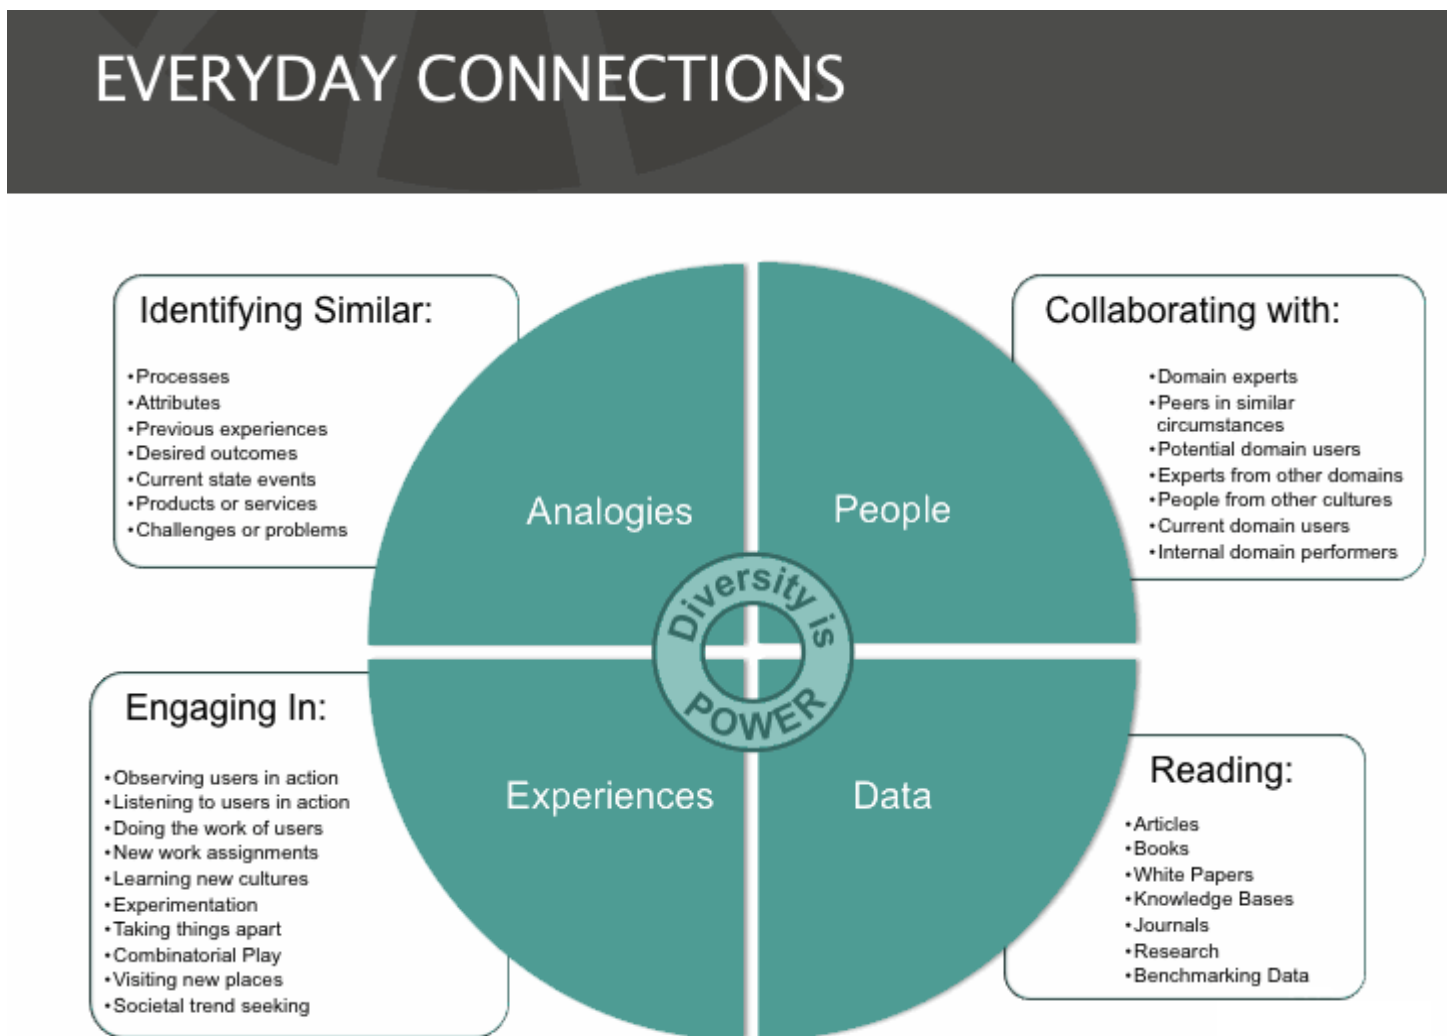 EVERYDAY CONNECTIONS
Identifying Similar:
•Processes
•Attributes
•Previous experiences
•Desired outcomes
•Current state events
•Products or services
•Challenges or problems
Analogies
People
Collaborating with:
•Domain experts
•Peers in similar
circumstances
•Potential domain users
•Experts from other domains
•People from other cultures
•Current domain users
•Internal domain performers
Diversity is
POWER
Engaging In:
•Observing users in action
•Listening to users in action
•Doing the work of users
•New work assignments
•Learning new cultures
•Experimentation
•Taking things apart
•Combinatorial Play
•Visiting new places
•Societal trend seeking
Experiences
Data
Reading:
•Articles
•Books
•White Papers
•Knowledge Bases
•Journals
•Research
•Benchmarking Data